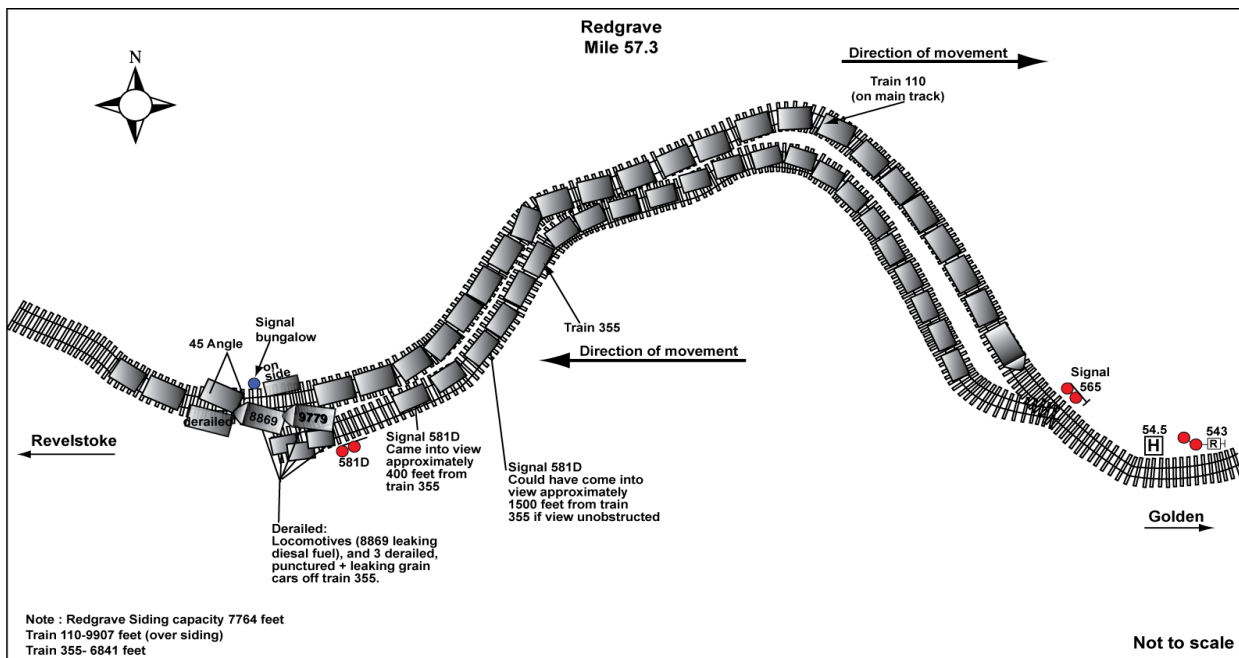 Redgrave
Mile 57.3
Direction of movement
N
Train 110
(on main track)
Signal
bungalow
45 Angle
on
side
Train 355
Direction of movement
Signal
565
derailed
8869
9779
Revelstoke
581D
Signal 581D
Came into view
approximately
400 feet from
train 355
Signal 581D
Could have come into
view approximately
1500 feet from train
355 if view unobstructed
54.5
H
543
R
Golden
Derailed:
Locomotives (8869 leaking
diesal fuel), and 3 derailed,
punctured + leaking grain
cars off train 355.
Note : Redgrave Siding capacity 7764 feet
Train 110-9907 feet (over siding)
Train 355- 6841 feet
Not to scale